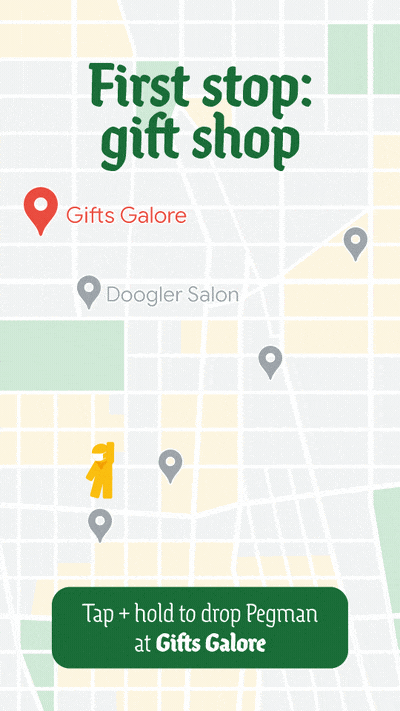 First stop:
gift shop
Gifts Galore
Doogler Salon
Tap + hold to drop Pegman
at Gifts Galore